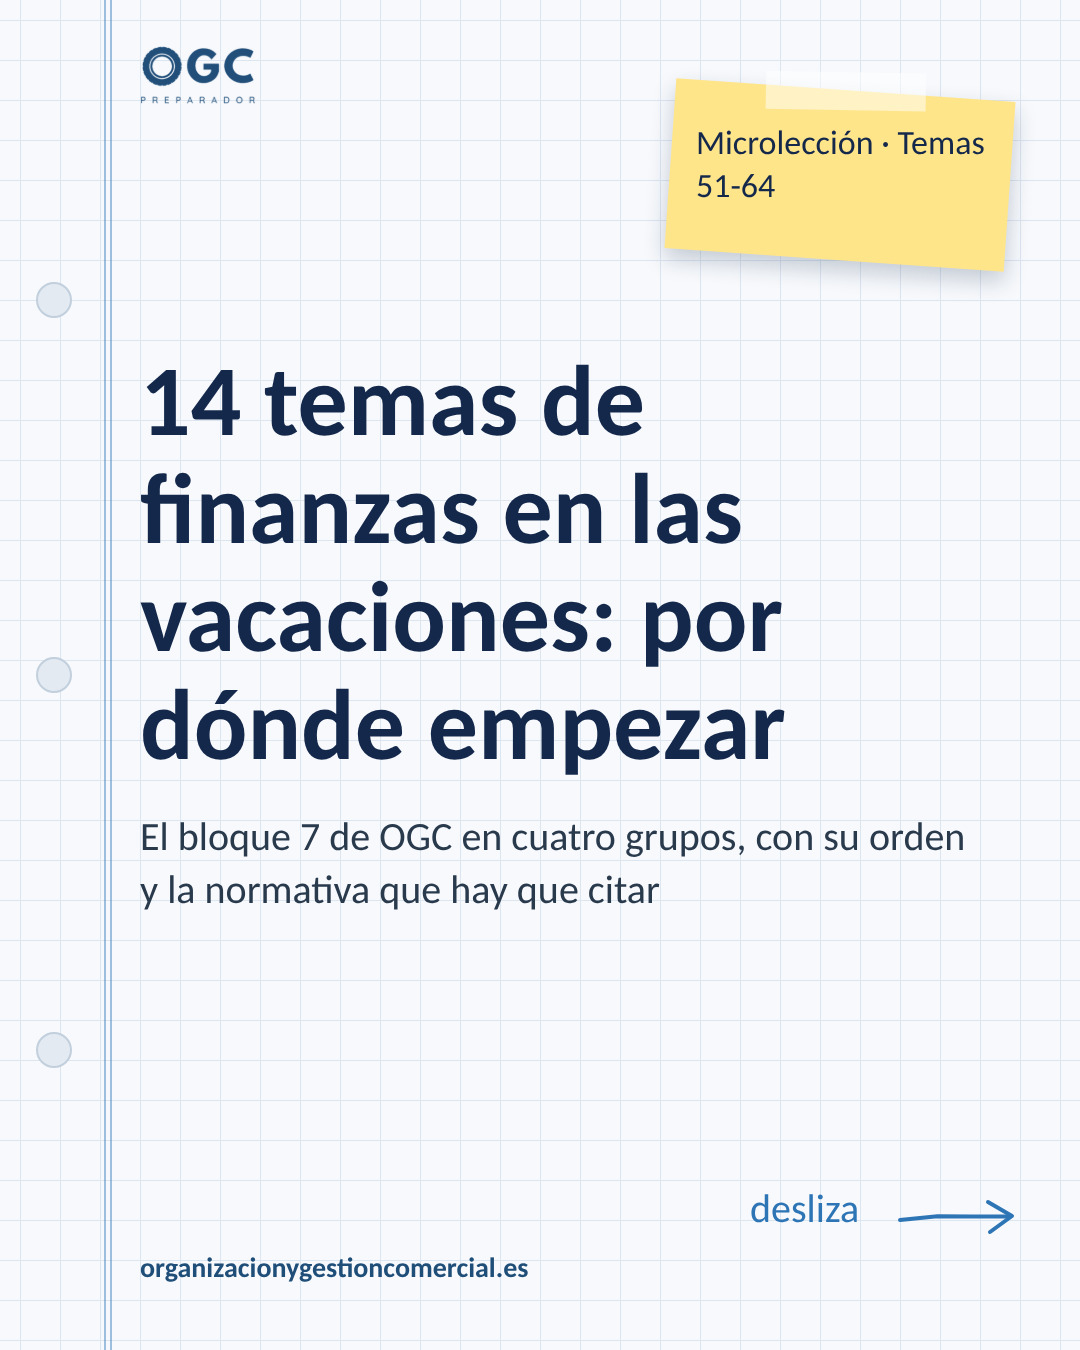 OGC
PREPARADOR
Microlección · Temas
51-64
14 temas de
finanzas en las
vacaciones: por
dónde empezar
El bloque 7 de OGC en cuatro grupos, con su orden
y la normativa que hay que citar
desliza
organizacionygestioncomercial.es